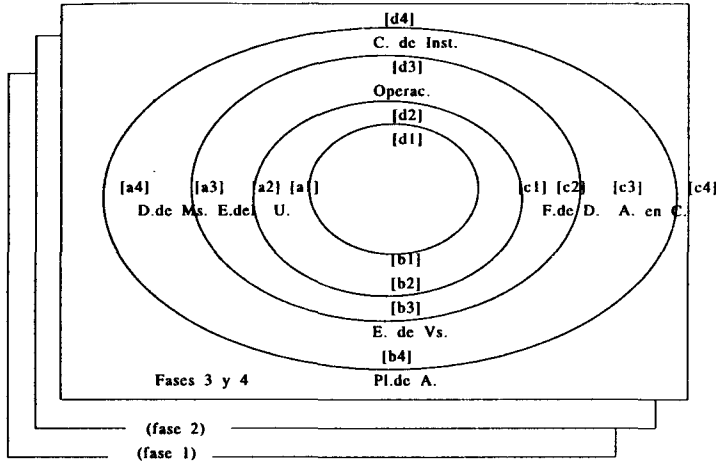 [d4]
C. de Inst.
[d3]
Operac.
[d2]
[d1]
[a4] [a3] [a2} {a1] [c1] [c2} {c3] [c4]
D.de Ms. E.del U. F.de D. A. en C.
[b1]
[b2]
[b3]
E. de Vs.
[b4]
Fases 3 y 4 Pl.de A.
(fase 2)
(fase 1)